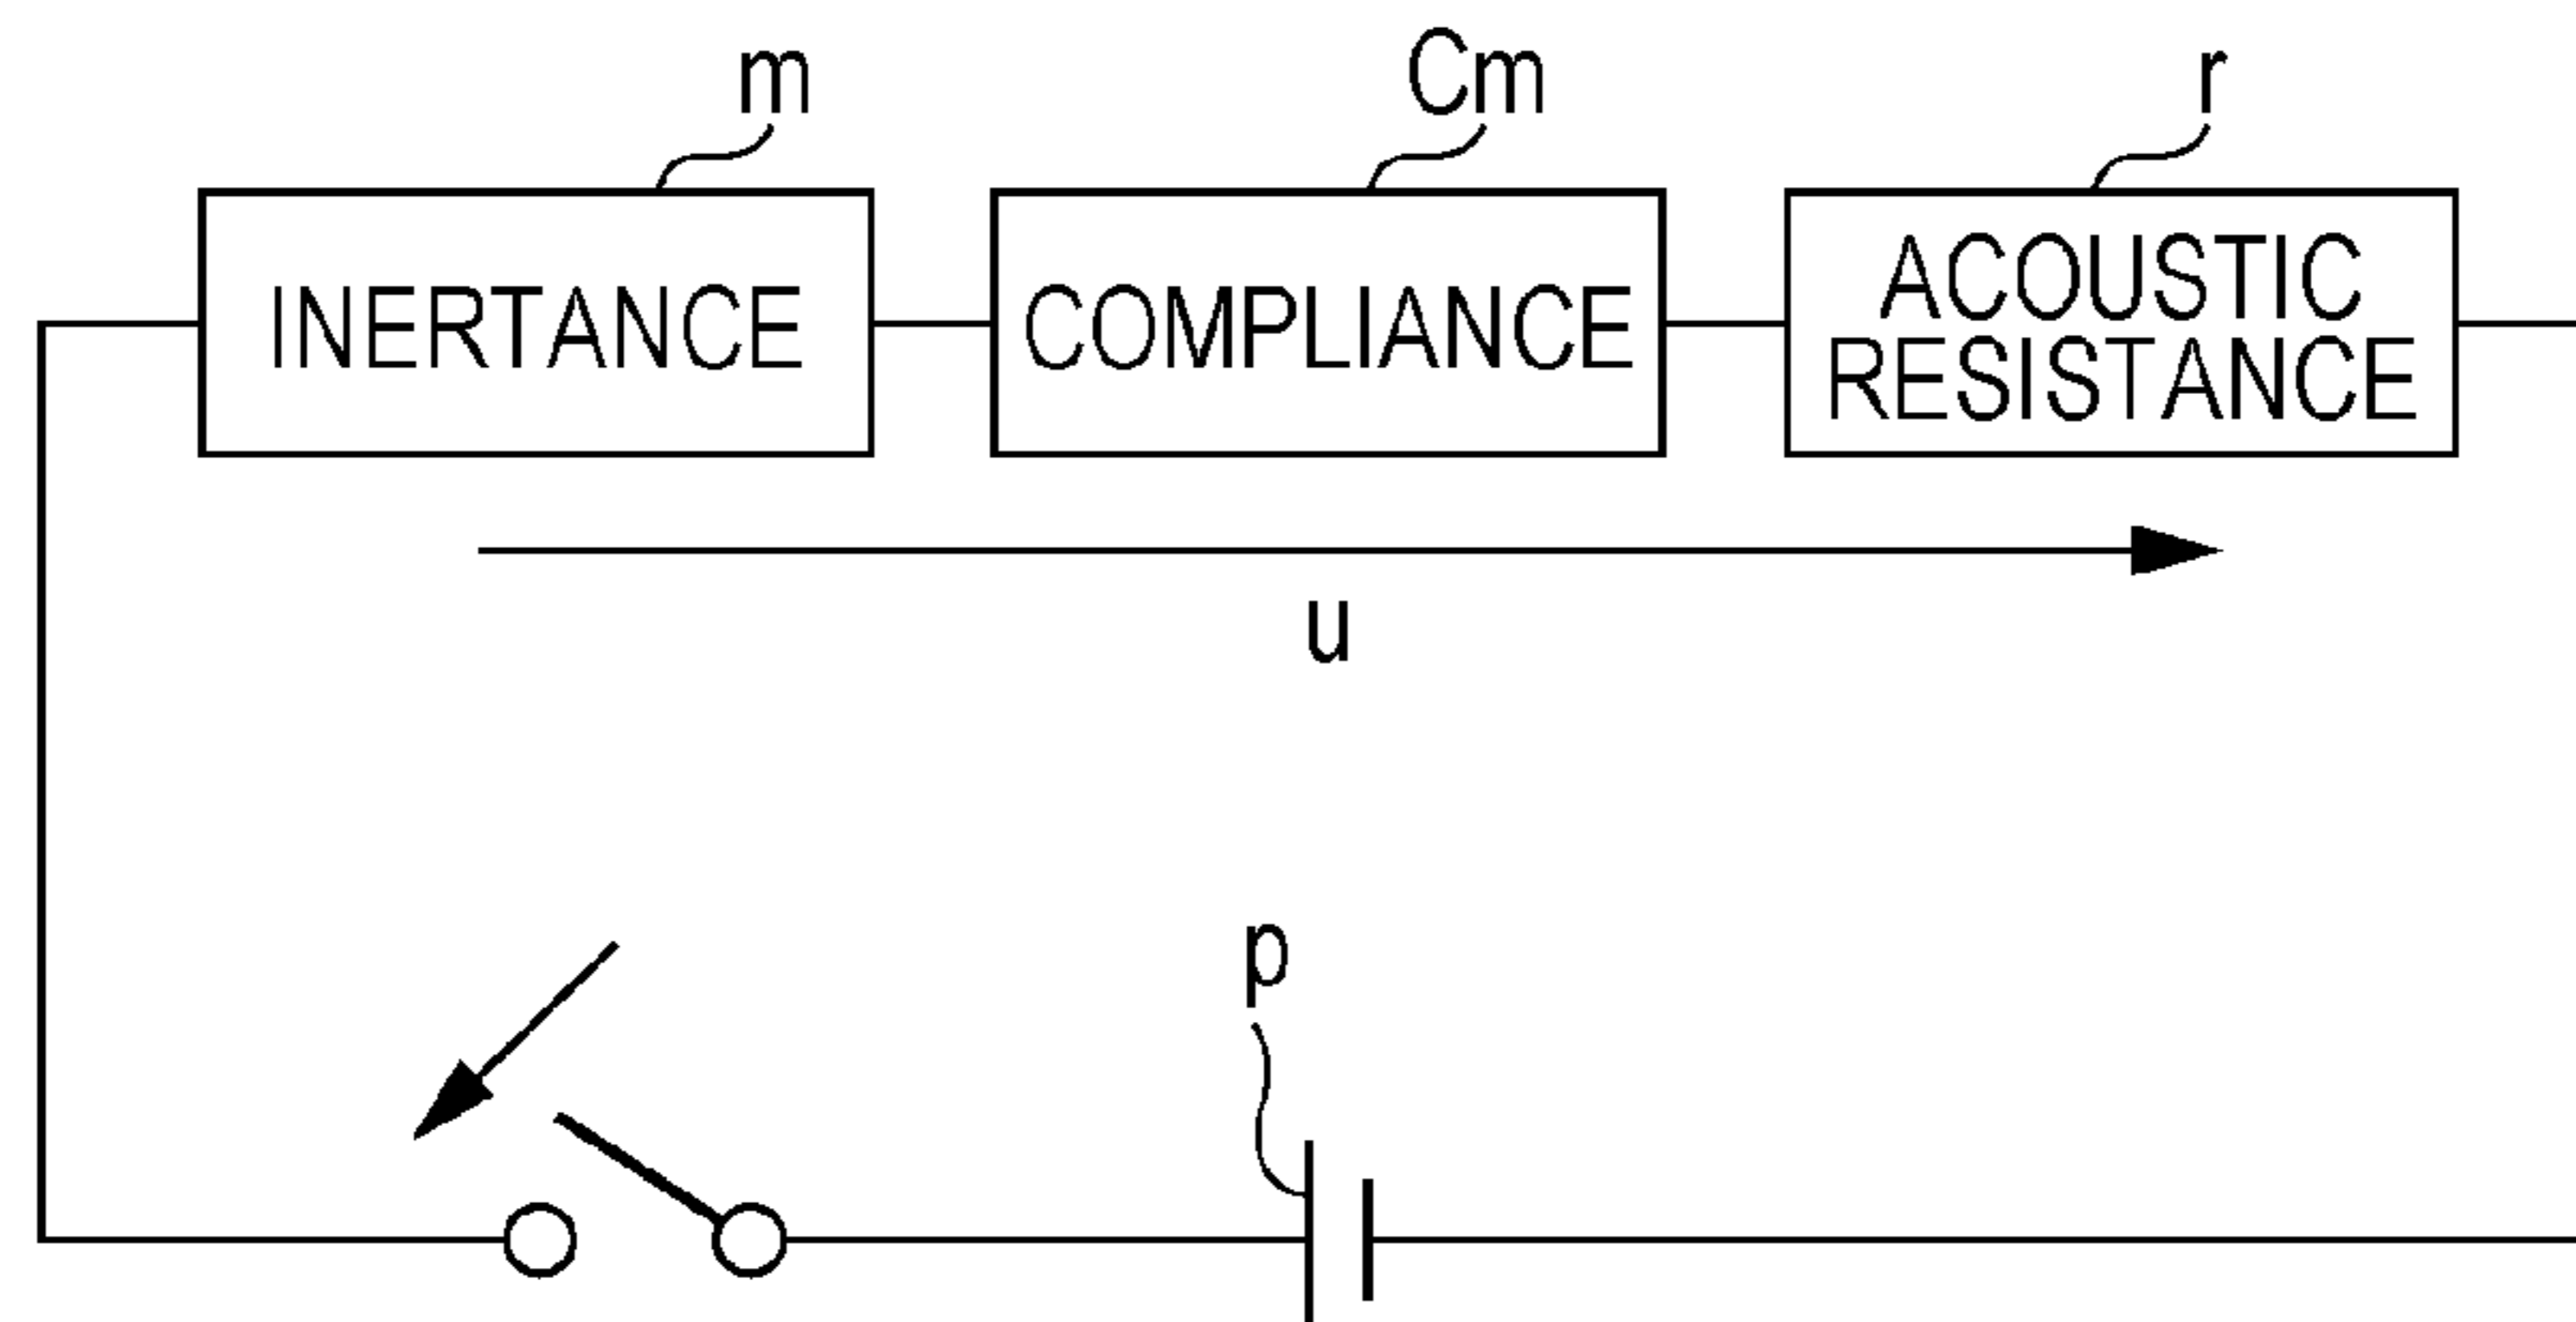 m
Cm
r
INERTANCE
COMPLIANCE
ACOUSTIC
RESISTANCE
u
p